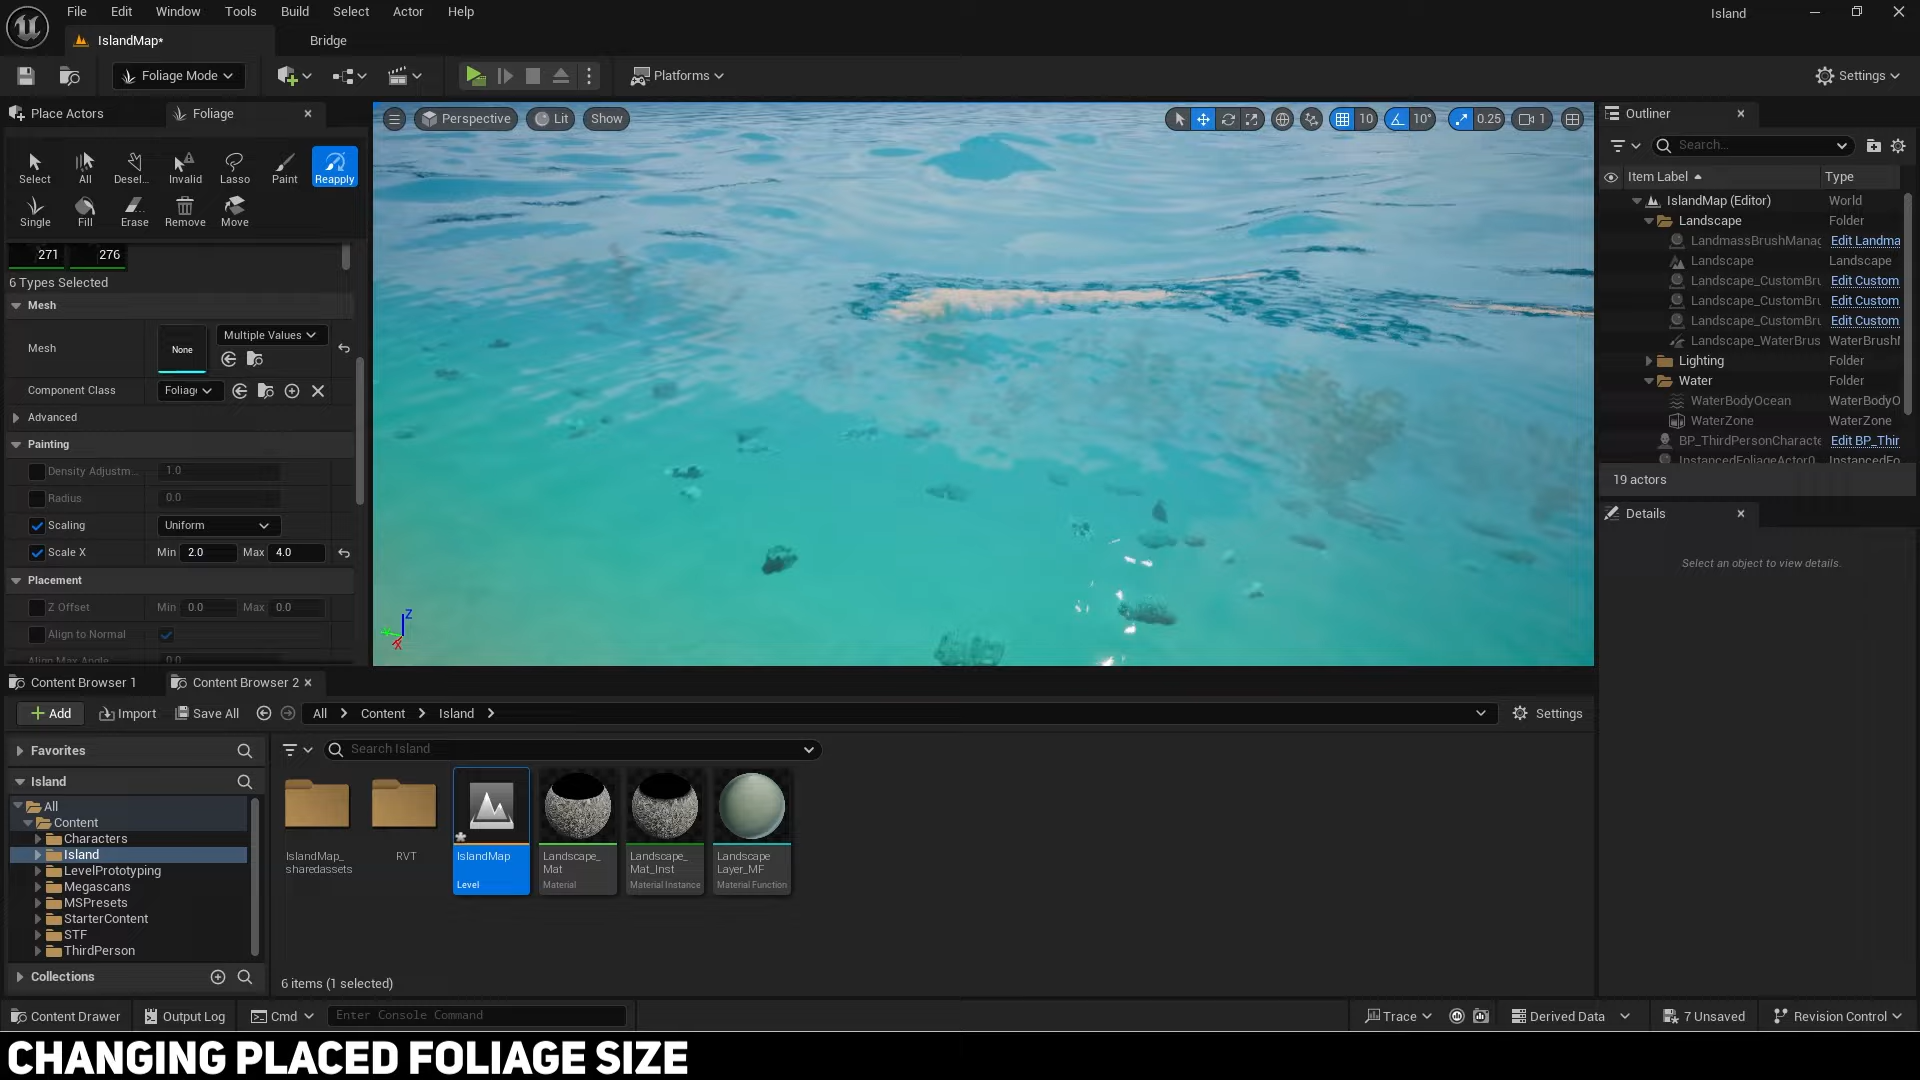 File Edit Window Tools Build Select Actor Help
Island
IslandMap*
Bridge
Foliage Mode
Platforms
Settings
Place Actors
Foliage
Perspective
Lit
Show
10
10°
0.25
1
Outliner
Search...
Item Label
Type
Select
All
Desel...
Invalid
Lasso
Paint
Reapply
Single
Fill
Erase
Remove
Move
271
276
6 Types Selected
Mesh
Mesh
None
Multiple Values
Component Class
Foliag
Advanced
Painting
Density Adjustm...
1.0
Radius
0.0
Scaling
Uniform
Scale X
Min 2.0 Max 4.0
Placement
Z Offset
Min 0.0 Max 0.0
Align to Normal
Align Max Angle
0.0
Z
X
IslandMap (Editor) World
Landscape Folder
LandmassBrushManag Edit Landma
Landscape Landscape
Landscape_CustomBru Edit Custom
Landscape_CustomBru Edit Custom
Landscape_CustomBru Edit Custom
Landscape_WaterBrus WaterBrushM
Lighting Folder
Water Folder
WaterBodyOcean WaterBodyO
WaterZone WaterZone
BP_ThirdPersonCharacte Edit BP_Thir
InstancedFoliageActor0 InstancedFo
19 actors
Details
Select an object to view details.
Content Browser 1
Content Browser 2
Add
Import
Save All
All
Content
Island
Settings
Favorites
Search Island
Island
All
Content
Characters
Island
LevelPrototyping
Megascans
MSPresets
StarterContent
STF
ThirdPerson
Collections
IslandMap_
sharedassets
RVT
IslandMap
Level
Landscape_
Mat
Material
Landscape_
Mat_Inst
Material Instance
Landscape
Layer_MF
Material Function
6 items (1 selected)
Content Drawer
Output Log
Cmd
Enter Console Command
Trace
Derived Data
7 Unsaved
Revision Control
CHANGING PLACED FOLIAGE SIZE